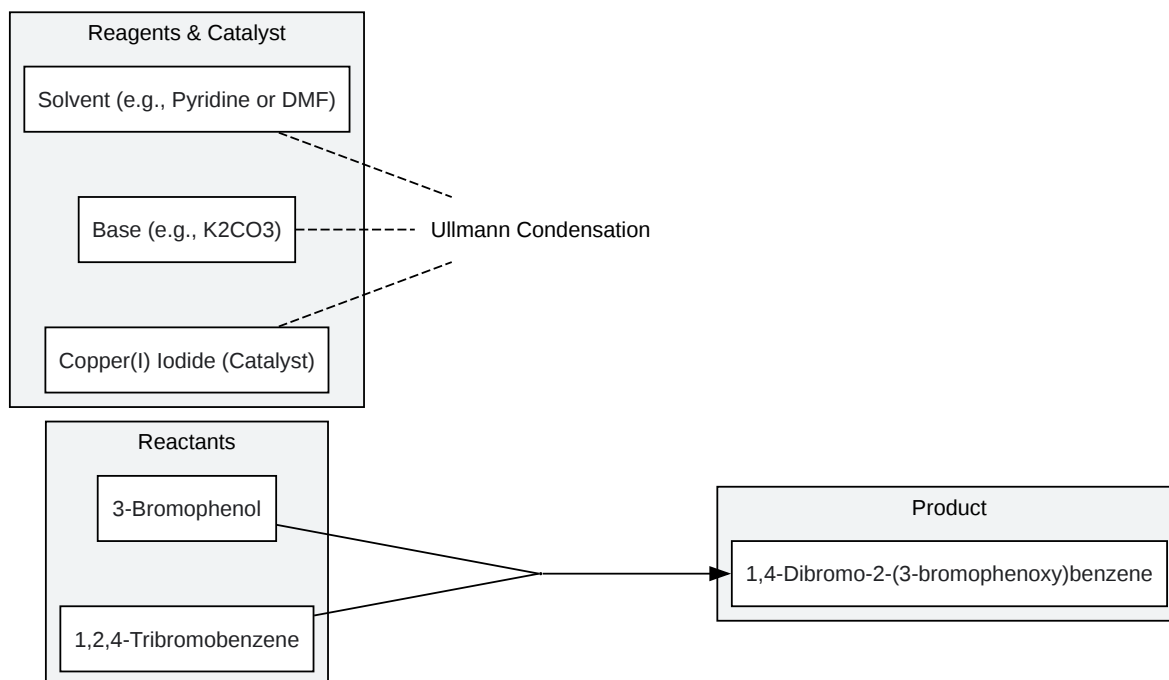 Reagents & Catalyst
Solvent (e.g., Pyridine or DMF)
Base (e.g., K2CO3)
Ullmann Condensation
Copper(I) Iodide (Catalyst)
Reactants
3-Bromophenol
1,2,4-Tribromobenzene
Product
1,4-Dibromo-2-(3-bromophenoxy)benzene